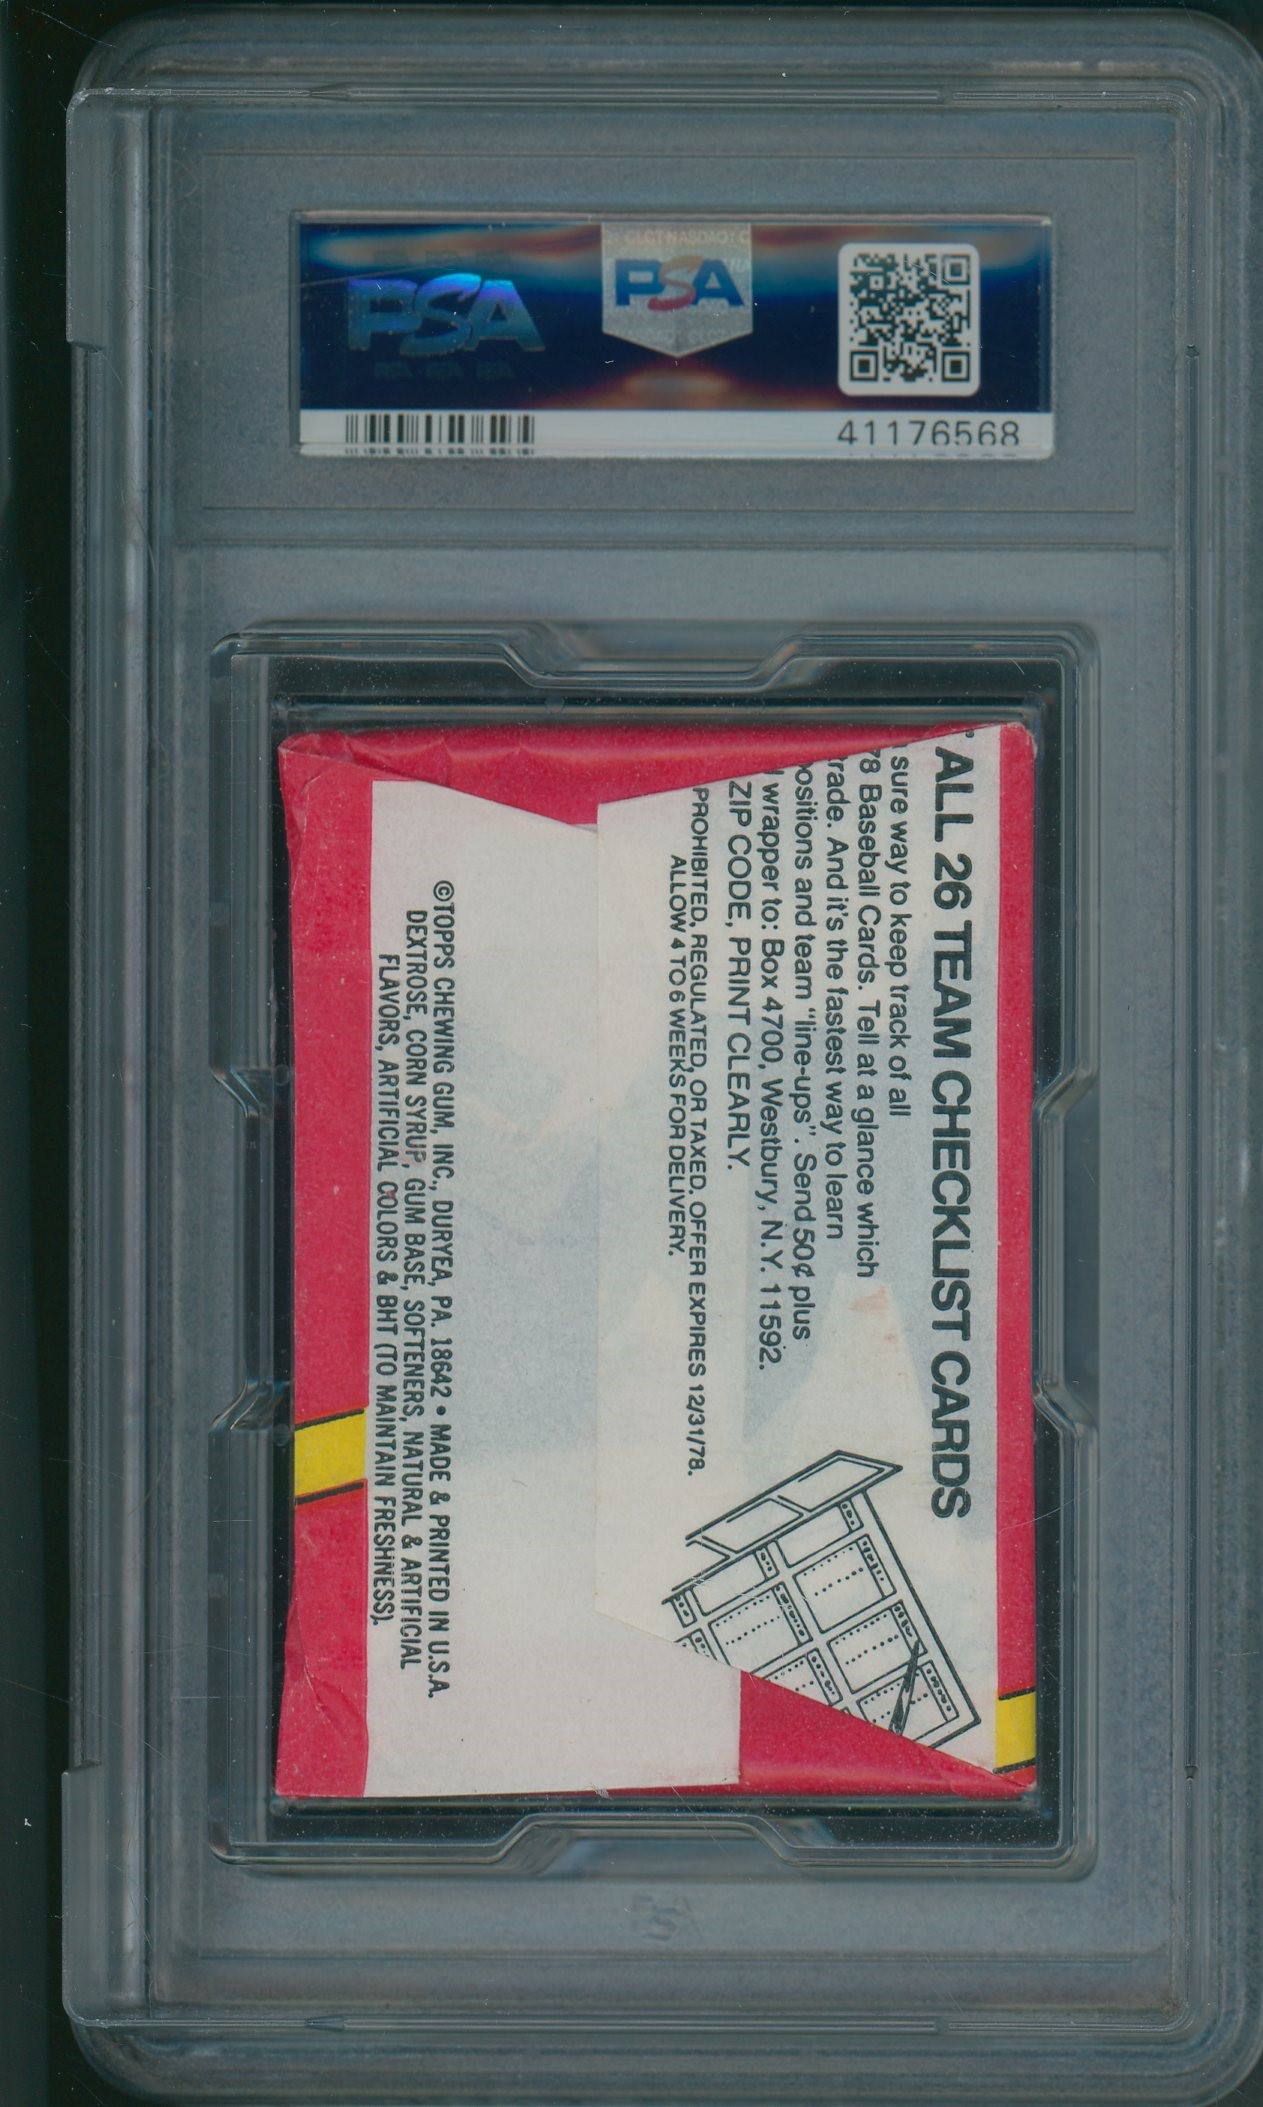 CLCT NASDAQ: C
PSA
PSA
41176568
ALL 26 TEAM CHECKLIST CARDS
sure way to keep track of all
78 Baseball Cards. Tell at a glance which
rade. And it's the fastest way to learn
ositions and team "line-ups". Send 50¢ plus
wrapper to: Box 4700, Westbury, N.Y. 11592.
ZIP CODE, PRINT CLEARLY.
PROHIBITED, REGULATED, OR TAXED. OFFER EXPIRES 12/31/78.
ALLOW 4 TO 6 WEEKS FOR DELIVERY.
©TOPPS CHEWING GUM, INC., DURYEA, PA. 18642 • MADE & PRINTED IN U.S.A.
DEXTROSE, CORN SYRUP, GUM BASE, SOFTENERS, NATURAL & ARTIFICIAL
FLAVORS, ARTIFICIAL COLORS & BHT (TO MAINTAIN FRESHNESS).